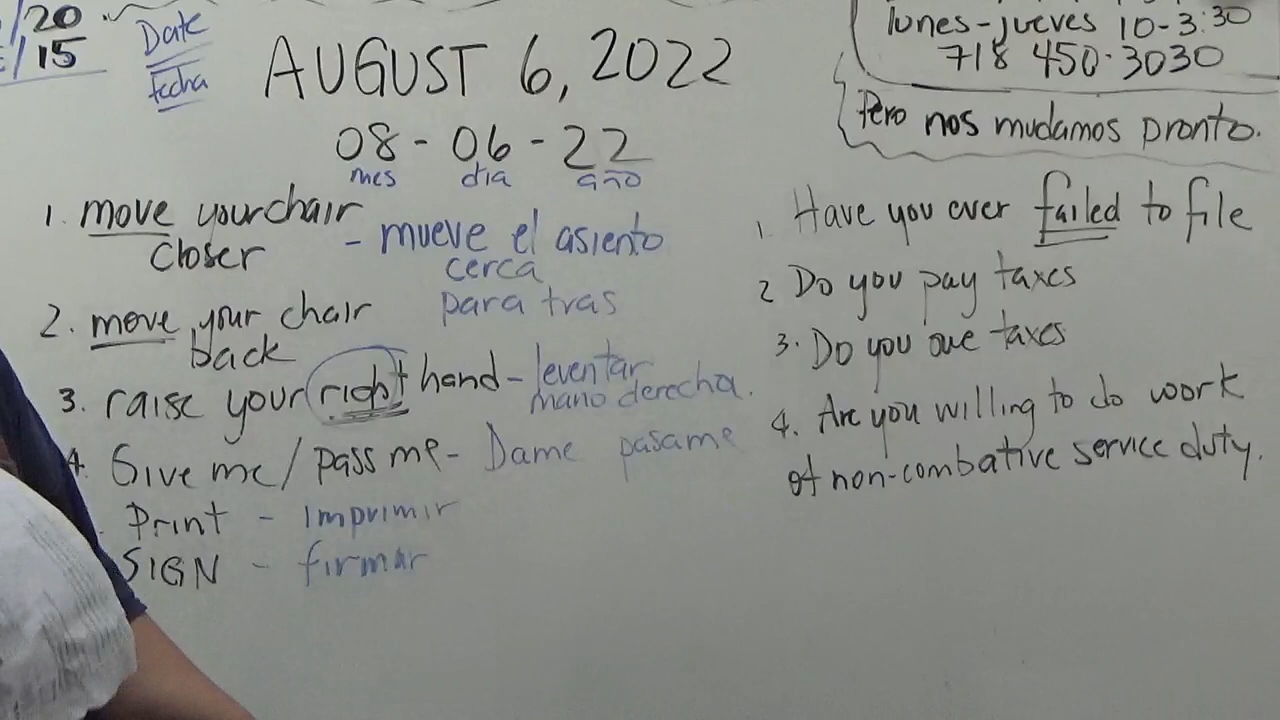 /20
/15
Date
fecha
AUGUST 6, 2022
08 - 06 - 22
mes dia año
lunes-jueves 10-3:30
718 450-3030
Pero nos mudamos pronto.
1. move your chair
closer
- mueve el asiento
cerca
para tras
2. move your chair
back
3. raise your right hand - leventar
mano derecha.
4. Give me / pass me - Dame pasame
Print - Imprimir
SIGN - firmar
1. Have you ever failed to file
2 Do you pay taxes
3. Do you owe taxes
4. Are you willing to do work
of non-combative service duty.